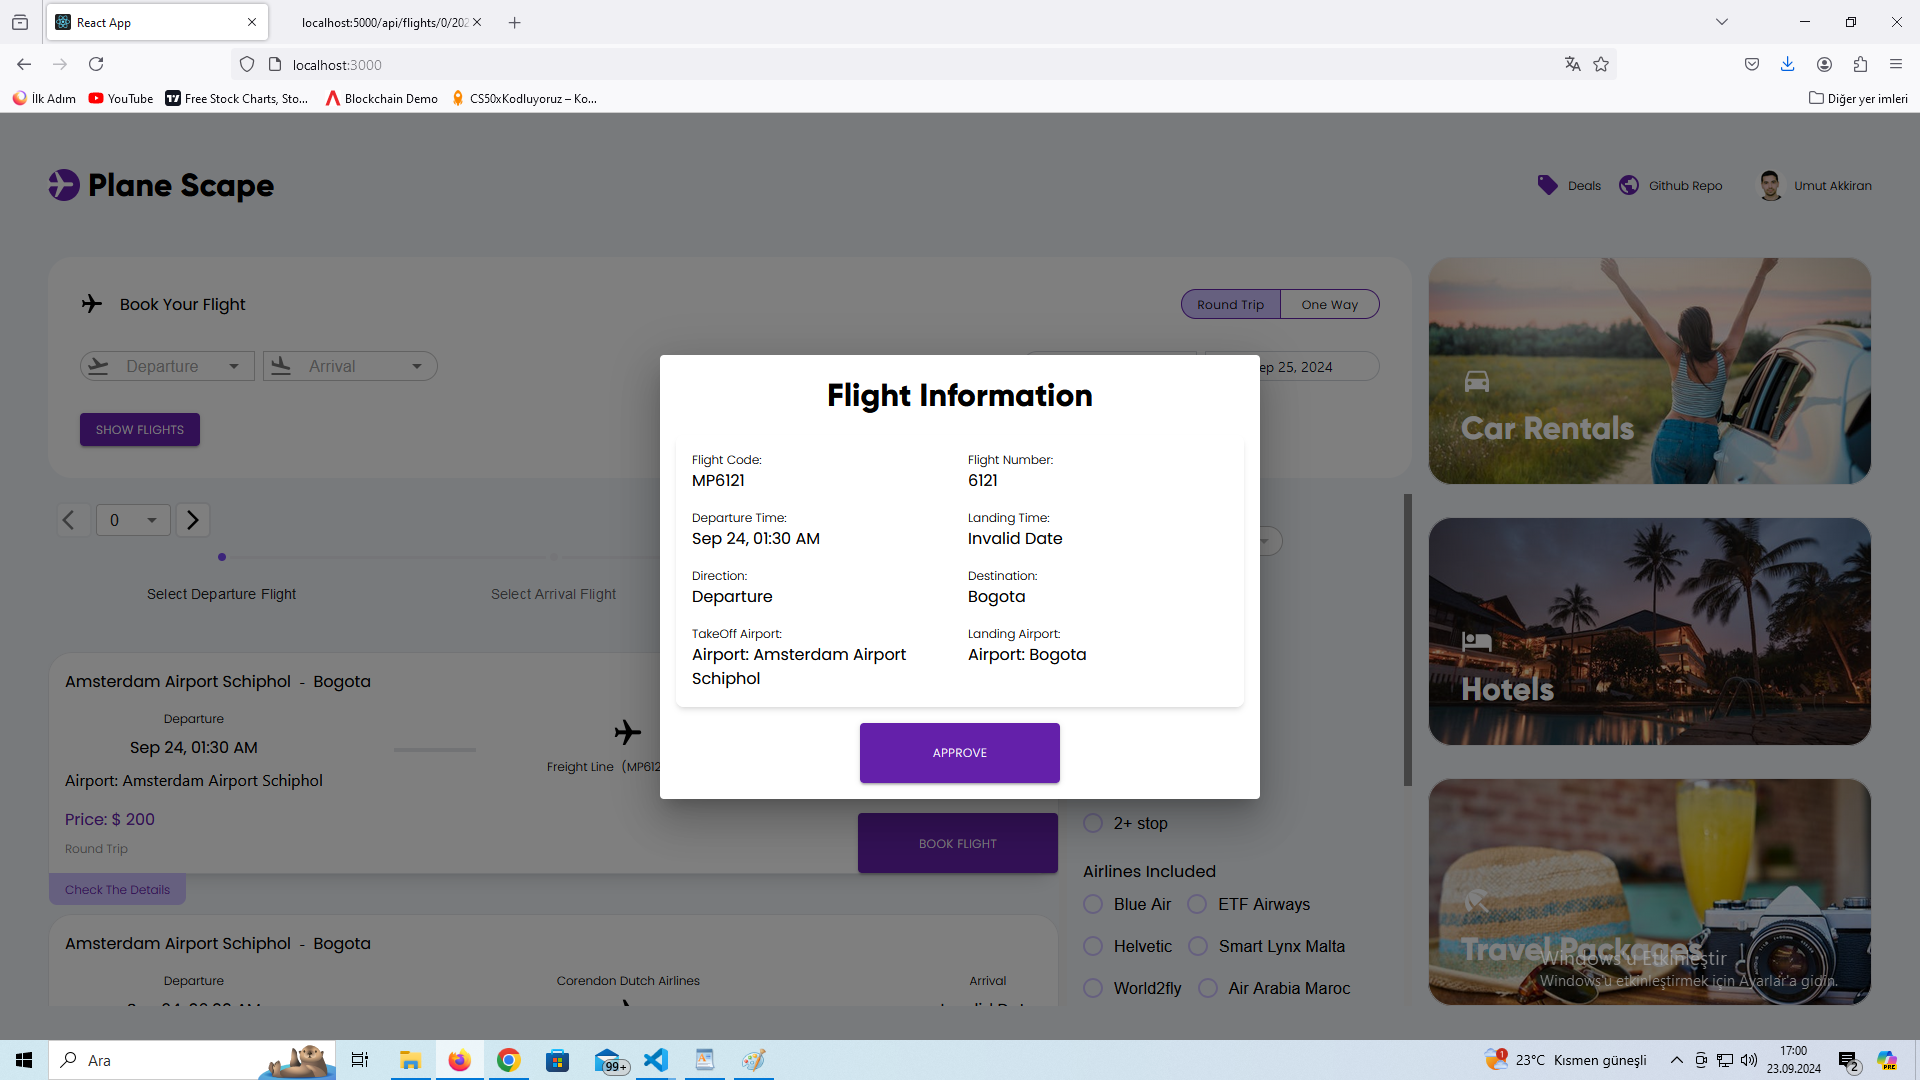 React App
localhost:5000/api/flights/0/202
localhost:3000
İlk Adım
YouTube
Free Stock Charts, Sto...
Blockchain Demo
CS50xKodluyoruz – Ko...
Diğer yer imleri
Plane Scape
Deals
Github Repo
Umut Akkiran
Book Your Flight
Round Trip
One Way
Departure
Arrival
ep 25, 2024
SHOW FLIGHTS
0
Select Departure Flight
Select Arrival Flight
Amsterdam Airport Schiphol - Bogota
Departure
Sep 24, 01:30 AM
Airport: Amsterdam Airport Schiphol
Freight Line (MP612
Price: $ 200
Round Trip
BOOK FLIGHT
Check The Details
Amsterdam Airport Schiphol - Bogota
Departure
Corendon Dutch Airlines
Arrival
Flight Information
Flight Code:
MP6121
Flight Number:
6121
Departure Time:
Sep 24, 01:30 AM
Landing Time:
Invalid Date
Direction:
Departure
Destination:
Bogota
TakeOff Airport:
Airport: Amsterdam Airport
Schiphol
Landing Airport:
Airport: Bogota
APPROVE
2+ stop
Airlines Included
Blue Air
ETF Airways
Helvetic
Smart Lynx Malta
World2fly
Air Arabia Maroc
Car Rentals
Hotels
Travel Packages
Windows'u Etkinleştir
Windows'u etkinleştirmek için Ayarlar'a gidin.
Ara
99+
1
23°C Kısmen güneşli
17:00
23.09.2024
2
PRE